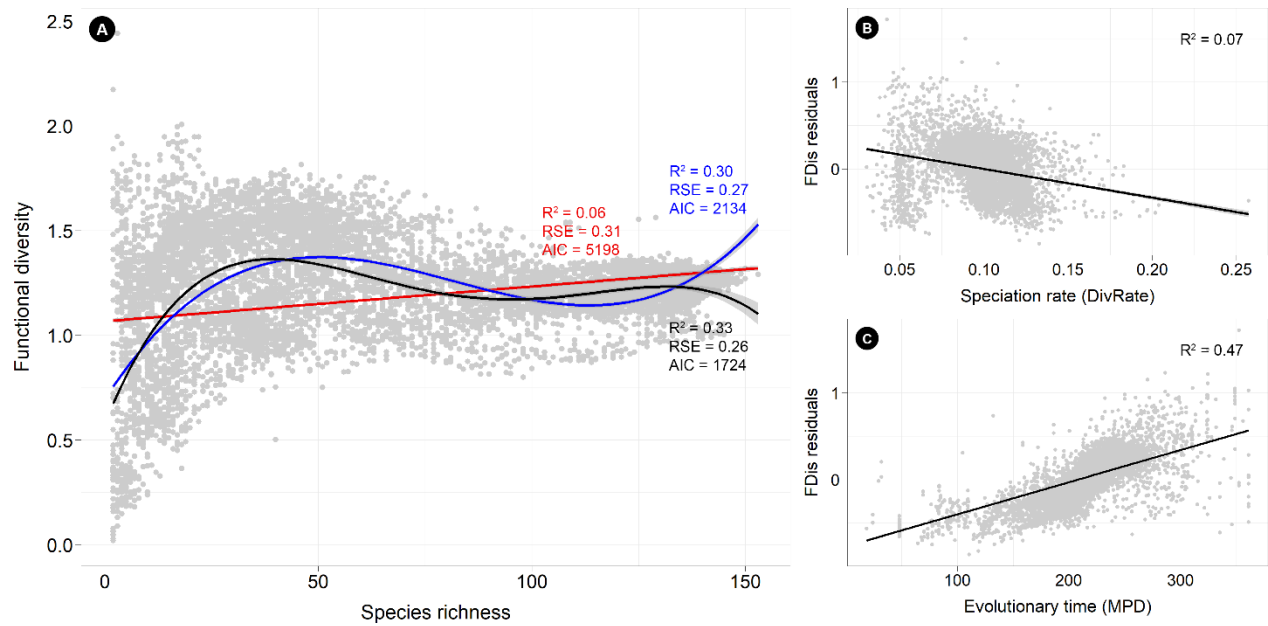 A
Functional diversity
2.5
2.0
1.5
1.0
0.5
0.0
0
50
100
150
Species richness
R² = 0.06
RSE = 0.31
AIC = 5198
R² = 0.30
RSE = 0.27
AIC = 2134
R² = 0.33
RSE = 0.26
AIC = 1724
B
R² = 0.07
FDis residuals
1
0
0.05
0.10
0.15
0.20
0.25
Speciation rate (DivRate)
C
R² = 0.47
FDis residuals
1
0
100
200
300
Evolutionary time (MPD)